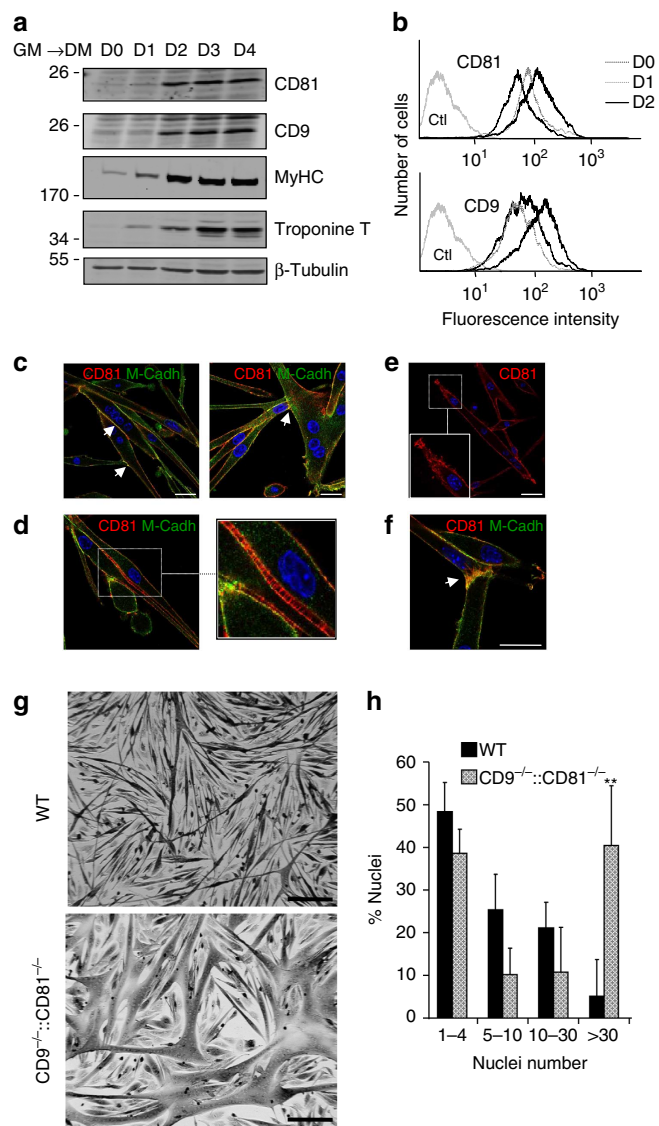 a
GM →DM D0 D1 D2 D3 D4
26
CD81
26
CD9
MyHC
170
Troponine T
34
55
β-Tubulin
b
Number of cells
CD81
D0
D1
D2
Ctl
10¹ 10² 10³
CD9
Ctl
10¹ 10² 10³
Fluorescence intensity
c
CD81 M-Cadh
CD81 M-Cadh
e
CD81
d
CD81 M-Cadh
f
CD81 M-Cadh
g
WT
CD9⁻/⁻::CD81⁻/⁻
h
WT
CD9⁻/⁻::CD81⁻/⁻
**
% Nuclei
60
50
40
30
20
10
0
1–4 5–10 10–30 >30
Nuclei number